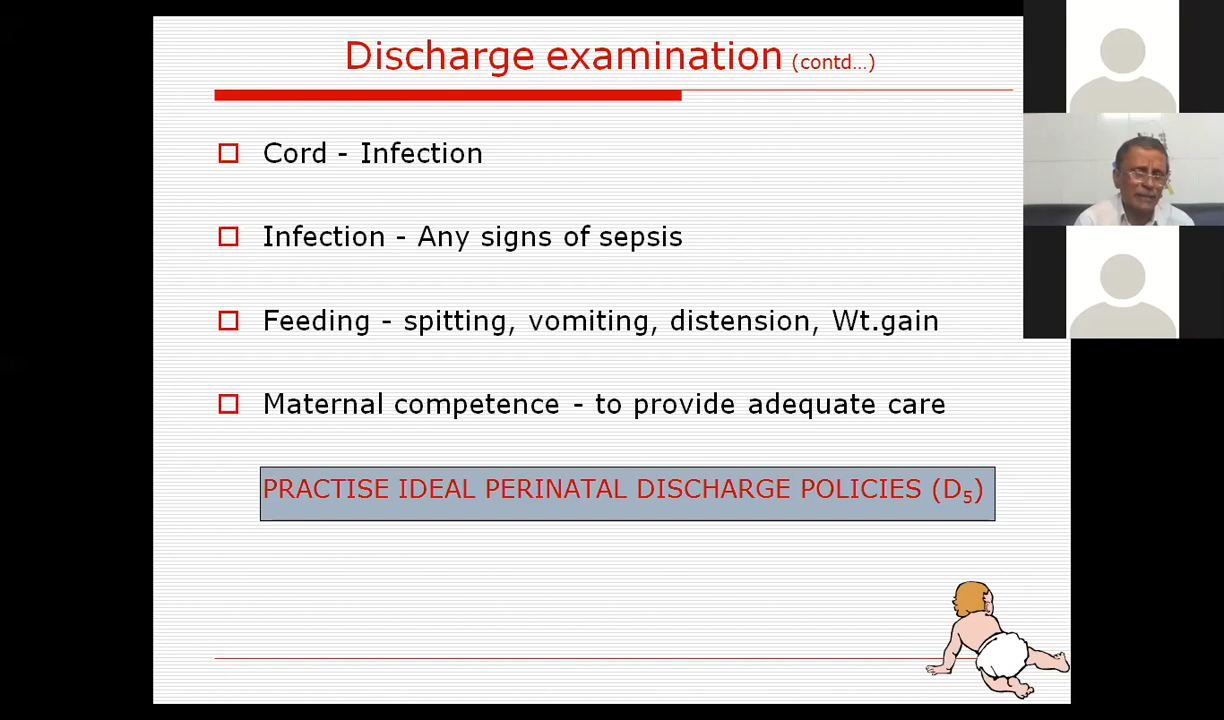 Discharge examination (contd...)
Cord - Infection
Infection - Any signs of sepsis
Feeding - spitting, vomiting, distension, Wt.gain
Maternal competence - to provide adequate care
PRACTISE IDEAL PERINATAL DISCHARGE POLICIES (D5)